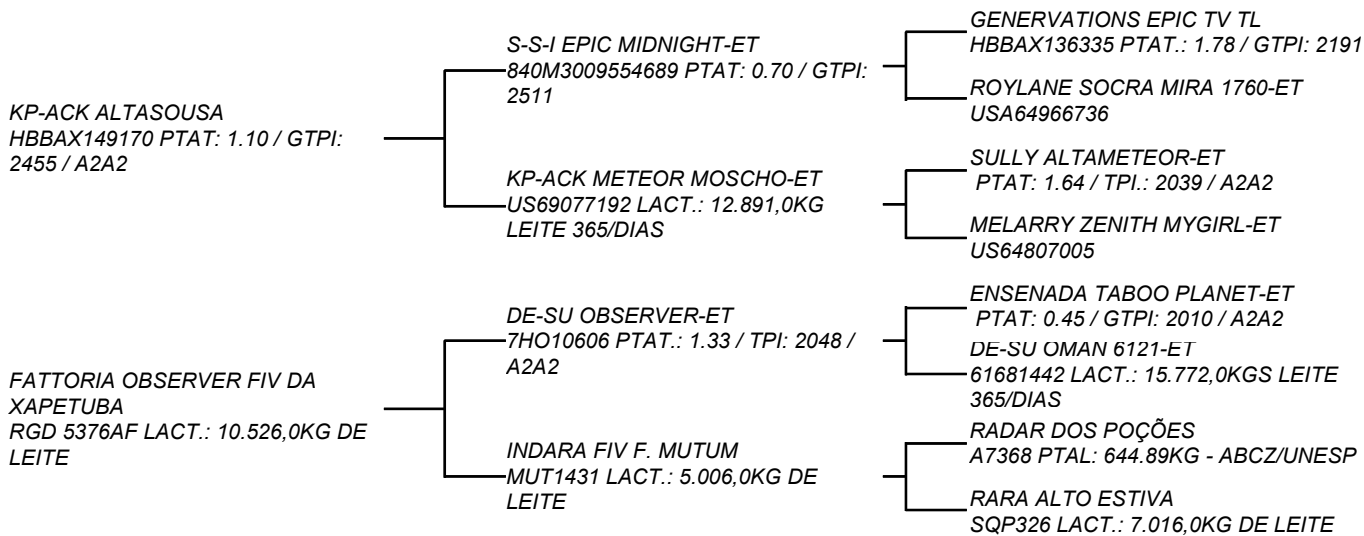 KP-ACK ALTASOUSA
HBBAX149170 PTAT: 1.10 / GTPI:
2455 / A2A2
FATTORIA OBSERVER FIV DA
XAPETUBA
RGD 5376AF LACT.: 10.526,0KG DE
LEITE
S-S-I EPIC MIDNIGHT-ET
840M3009554689 PTAT: 0.70 / GTPI:
2511
KP-ACK METEOR MOSCHO-ET
US69077192 LACT.: 12.891,0KG
LEITE 365/DIAS
DE-SU OBSERVER-ET
7HO10606 PTAT.: 1.33 / TPI: 2048 /
A2A2
INDARA FIV F. MUTUM
MUT1431 LACT.: 5.006,0KG DE
LEITE
GENERVATIONS EPIC TV TL
HBBAX136335 PTAT.: 1.78 / GTPI: 2191
ROYLANE SOCRA MIRA 1760-ET
USA64966736
SULLY ALTAMETEOR-ET
PTAT: 1.64 / TPI.: 2039 / A2A2
MELARRY ZENITH MYGIRL-ET
US64807005
ENSENADA TABOO PLANET-ET
PTAT: 0.45 / GTPI: 2010 / A2A2
DE-SU OMAN 6121-ET
61681442 LACT.: 15.772,0KGS LEITE
365/DIAS
RADAR DOS POÇÕES
A7368 PTAL: 644.89KG - ABCZ/UNESP
RARA ALTO ESTIVA
SQP326 LACT.: 7.016,0KG DE LEITE